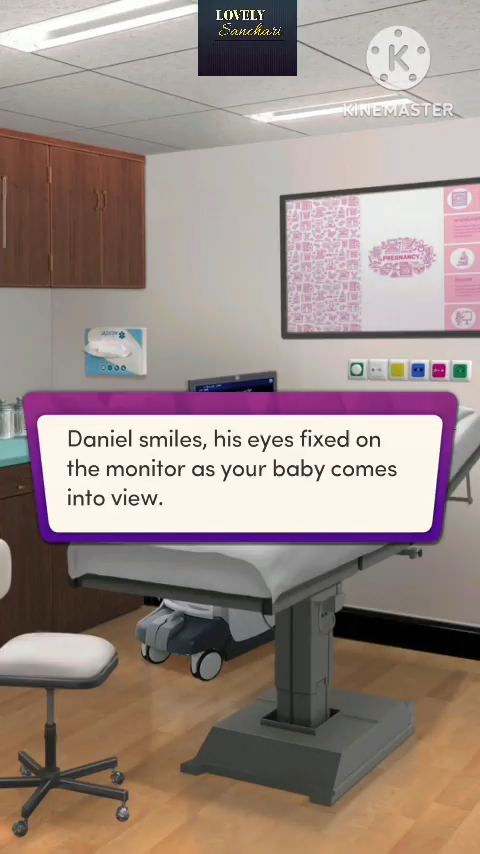 LOVELY
Sanchari
K
KINEMASTER
PREGNANCY
Daniel smiles, his eyes fixed on
the monitor as your baby comes
into view.